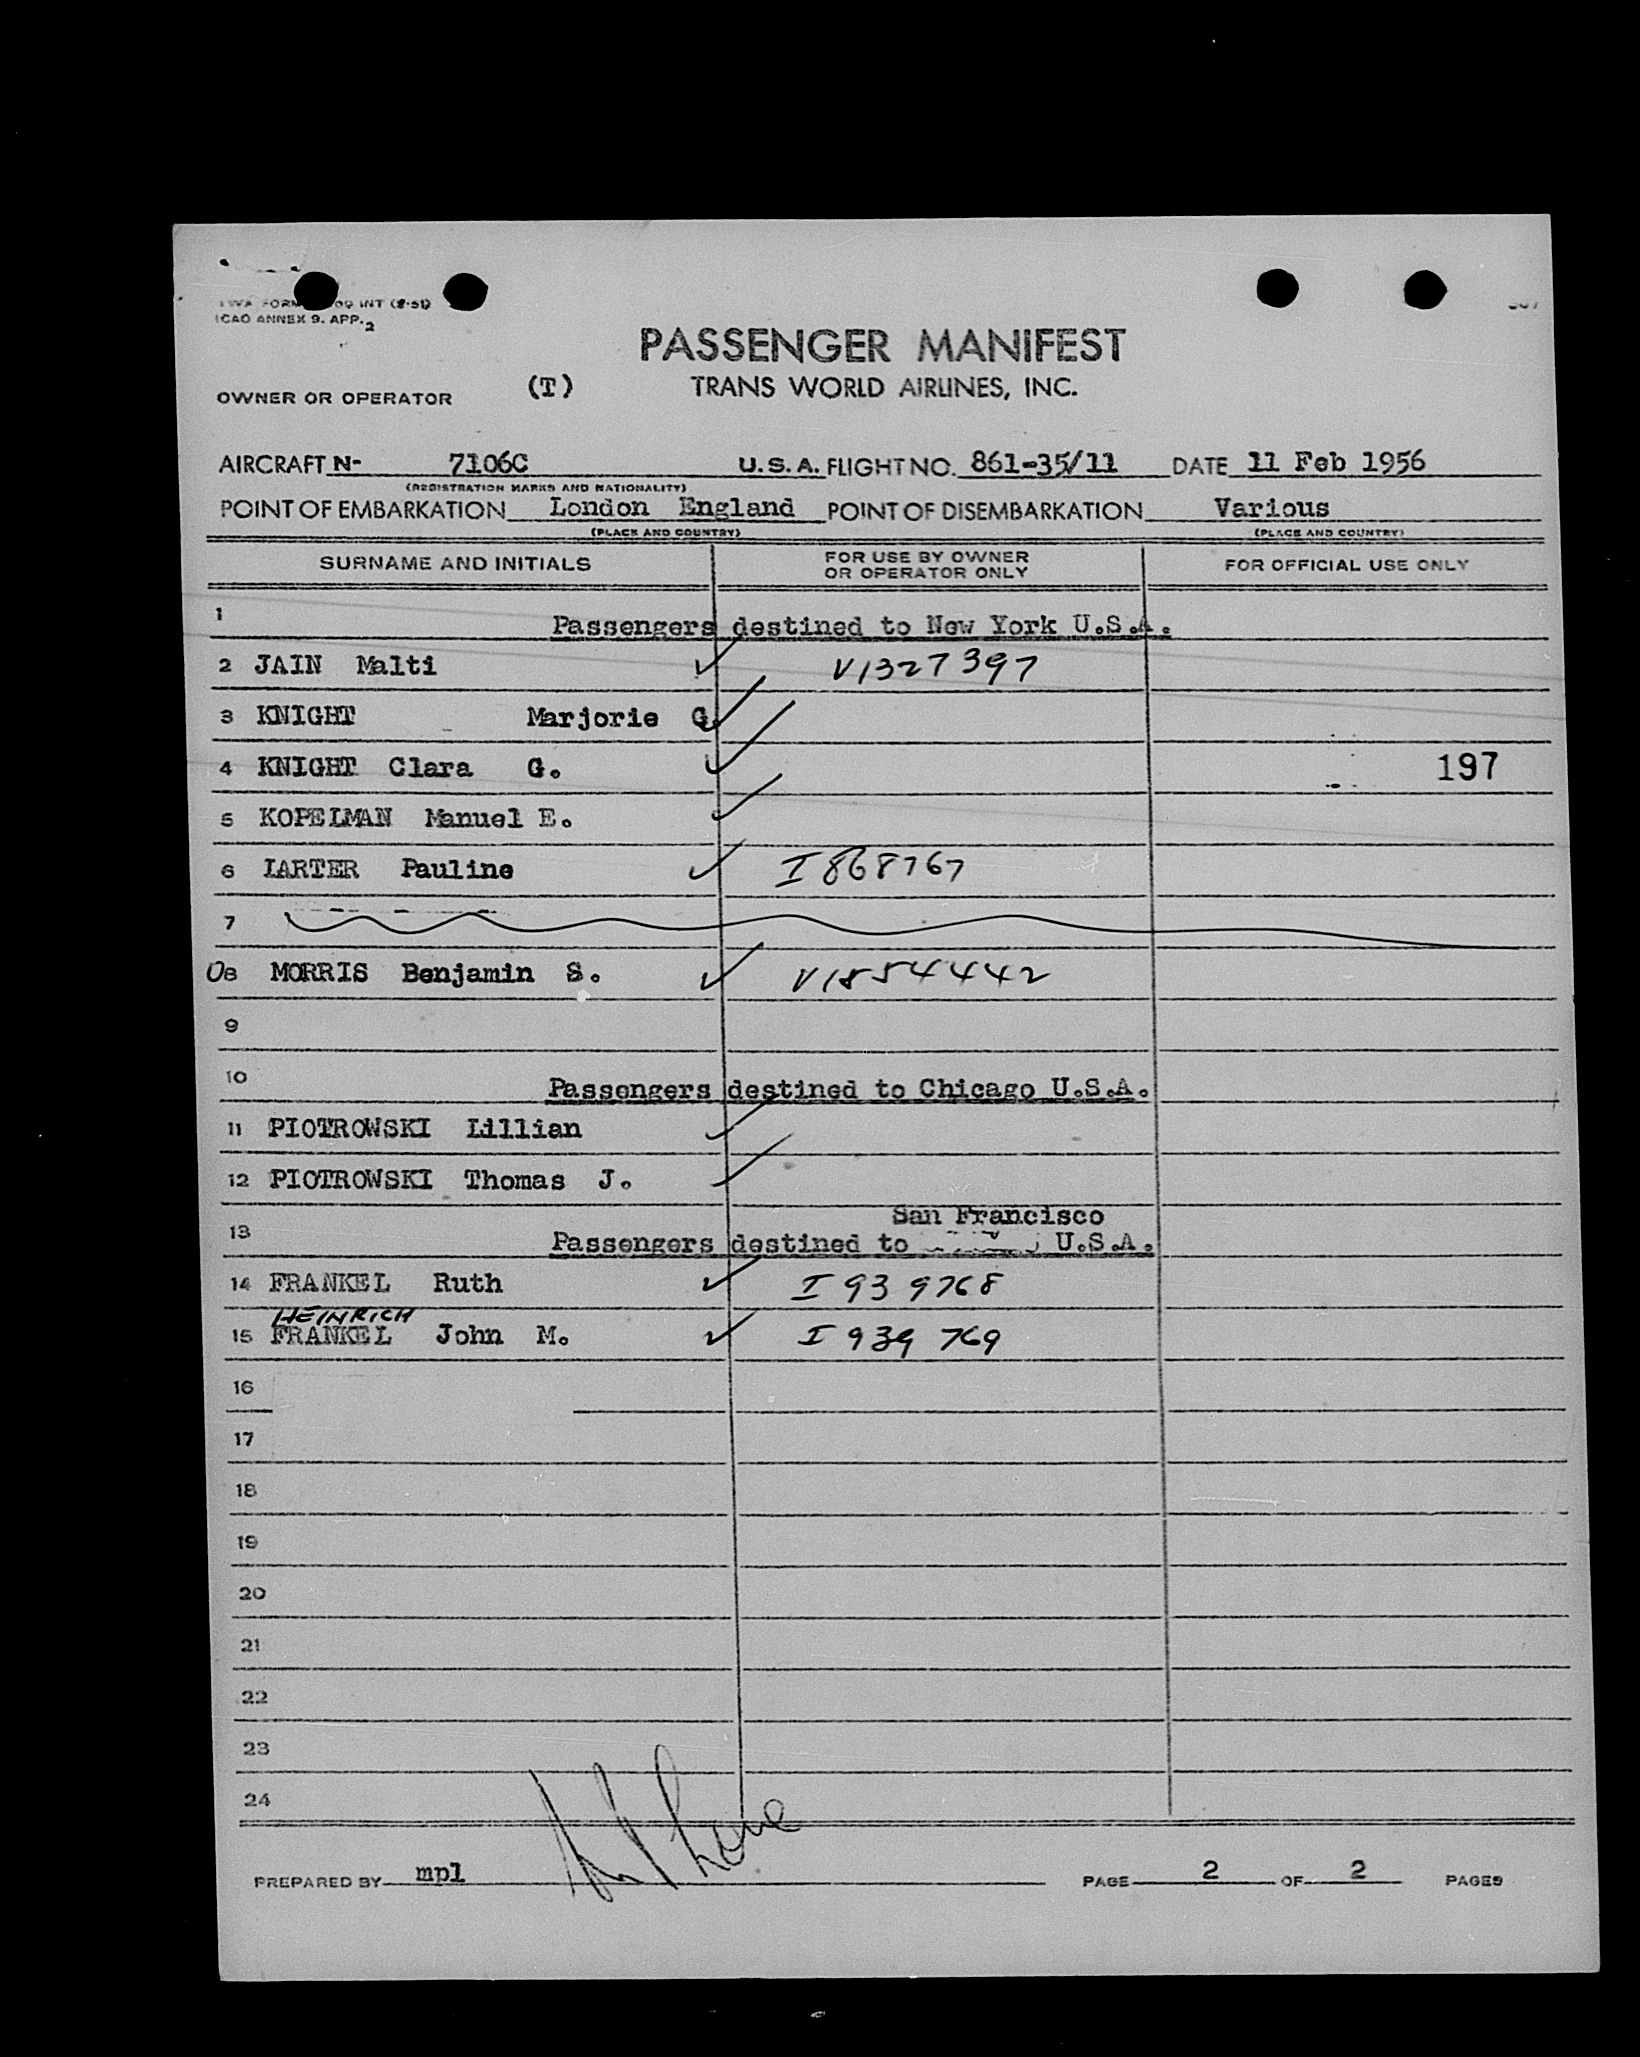 TWA FORM INT (8-51)
ICAO ANNEX 9. APP. 2
PASSENGER MANIFEST
OWNER OR OPERATOR (T) TRANS WORLD AIRLINES, INC.
AIRCRAFT N- 7106C U.S.A. FLIGHT NO. 861-35/11 DATE 11 Feb 1956
(REGISTRATION MARKS AND NATIONALITY)
POINT OF EMBARKATION London England POINT OF DISEMBARKATION Various
(PLACE AND COUNTRY) (PLACE AND COUNTRY)
SURNAME AND INITIALS FOR USE BY OWNER OR OPERATOR ONLY FOR OFFICIAL USE ONLY
1 Passengers destined to New York U.S.A.
2 JAIN Malti ✓ V1327397
3 KNIGHT Marjorie G. ✓
4 KNIGHT Clara G. ✓ 197
5 KOPELMAN Manuel E. ✓
6 LARTER Pauline ✓ I868767
7
08 MORRIS Benjamin S. ✓ V1854442
9
10 Passengers destined to Chicago U.S.A.
11 PIOTROWSKI Lillian ✓
12 PIOTROWSKI Thomas J. ✓
San Francisco
13 Passengers destined to U.S.A.
14 FRANKEL Ruth ✓ I 939768
HEINRICH
15 FRANKEL John M. ✓ I 939 769
16
17
18
19
20
21
22
23
24
PREPARED BY mpl PAGE 2 OF 2 PAGES